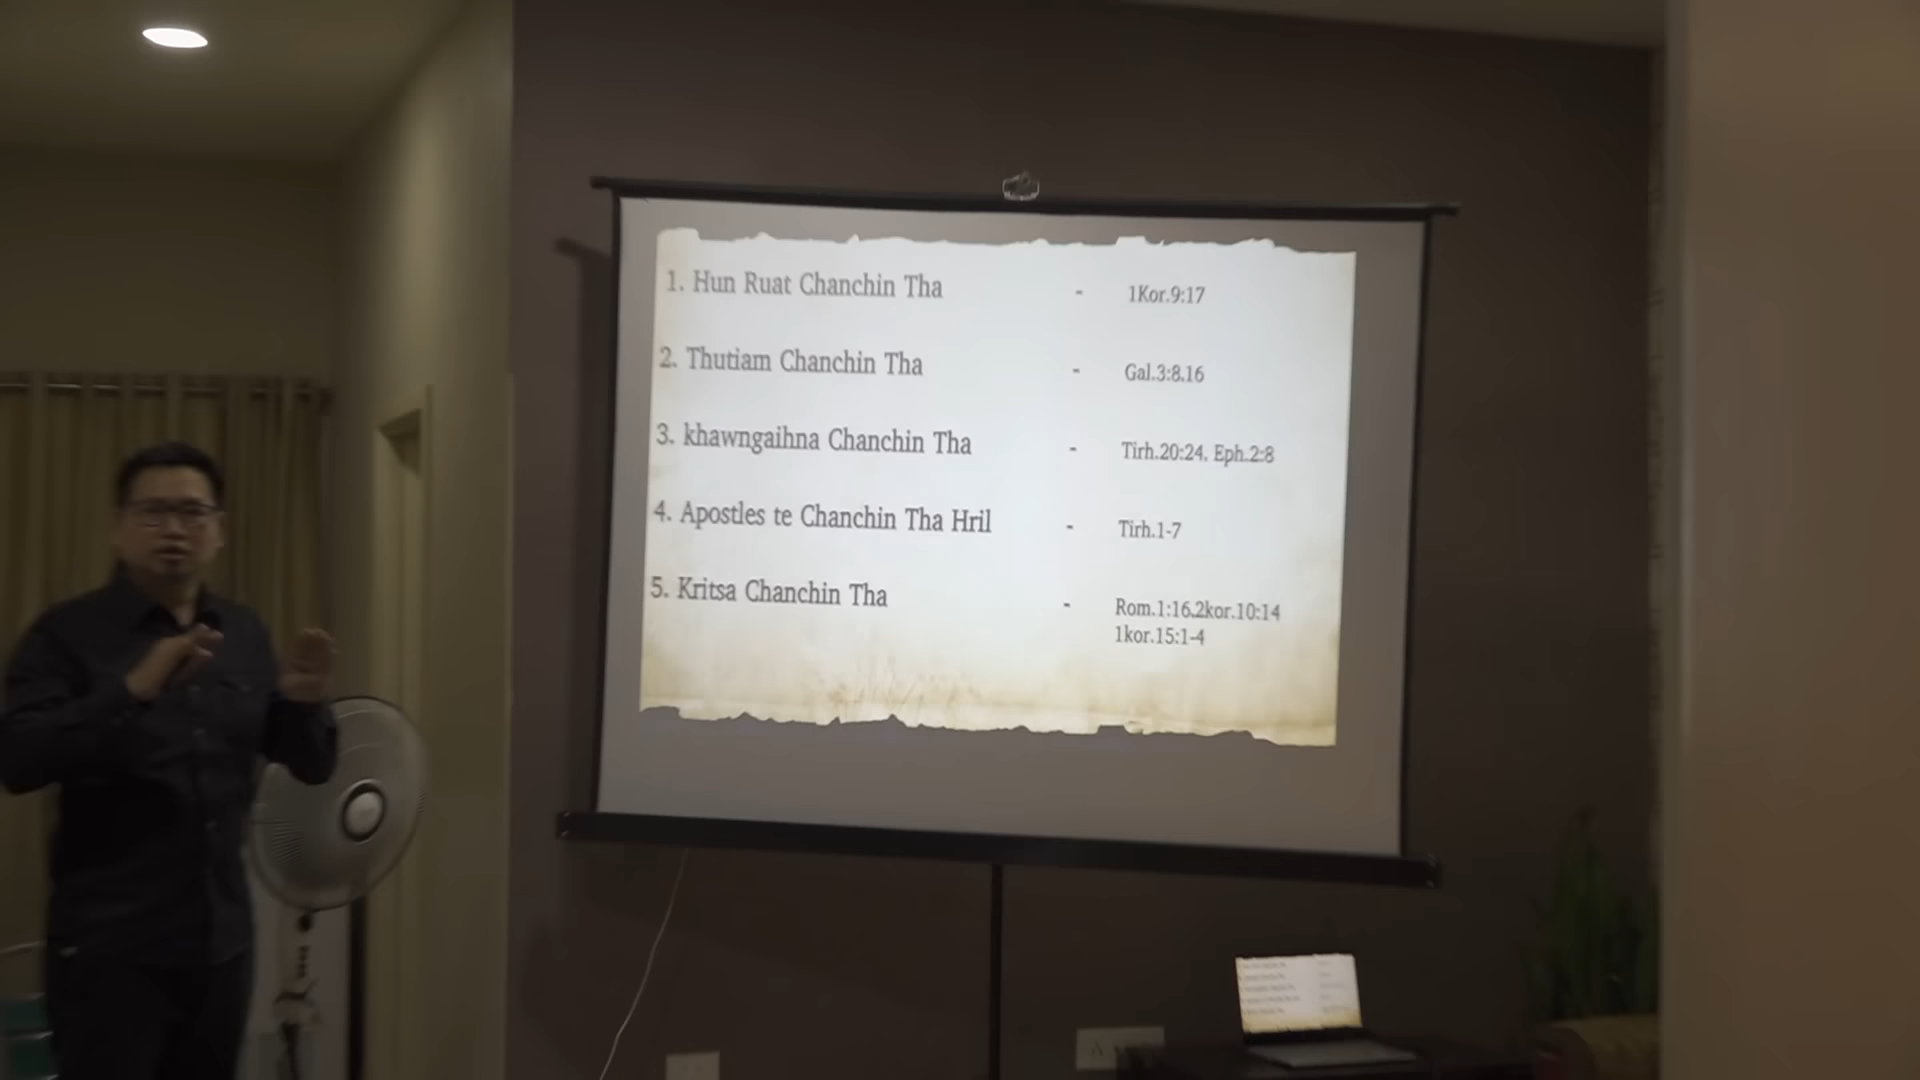 1. Hun Ruat Chanchin Tha - 1Kor.9:17
2. Thutiam Chanchin Tha - Gal.3:8,16
3. khawngaihna Chanchin Tha - Tirh.20:24, Eph.2:8
4. Apostles te Chanchin Tha Hril - Tirh.1-7
5. Kritsa Chanchin Tha - Rom.1:16,2kor.10:14
1kor.15:1-4